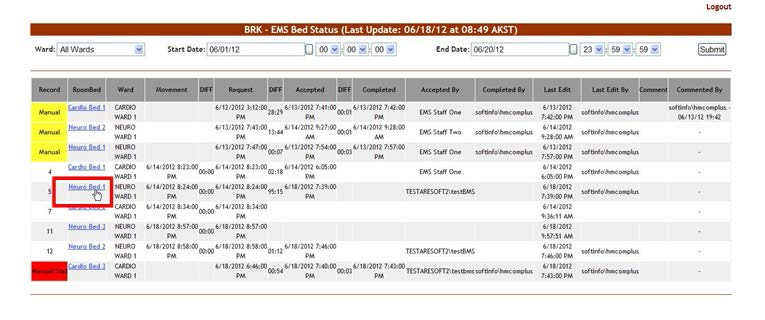 Logout
BRK - EMS Bed Status (Last Update: 06/18/12 at 08:49 AKST)
Ward: All Wards Start Date: 06/01/12 00 : 00 : 00 End Date: 06/20/12 23 : 59 : 59 Submit
Record RoomBed Ward Movement DIFF Request DIFF Accepted DIFF Completed Accepted By Completed By Last Edit Last Edit By Comment Commented By
Manual Cardio Bed 1 CARDIO WARD 1 6/12/2012 3:12:00 PM 28:29 6/13/2012 7:41:00 PM 00:01 6/13/2012 7:42:00 PM EMS Staff One softinfo\hmcomplus 6/13/2012 7:42:00 PM softinfo\hmcomplus softinfo\hmcomplus - 06/13/12 19:42
Manual Neuro Bed 2 NEURO WARD 1 6/13/2012 7:43:00 PM 13:44 6/14/2012 9:27:00 AM 00:01 6/14/2012 9:28:00 AM EMS Staff Two softinfo\hmcomplus 6/14/2012 9:28:00 AM softinfo\hmcomplus -
Manual Neuro Bed 1 NEURO WARD 1 6/13/2012 7:47:00 PM 00:07 6/13/2012 7:54:00 PM 00:03 6/13/2012 7:57:00 PM EMS Staff One softinfo\hmcomplus 6/13/2012 7:57:00 PM softinfo\hmcomplus -
4 Cardio Bed 1 CARDIO WARD 1 6/14/2012 8:23:00 PM 00:00 6/14/2012 8:23:00 PM 02:18 6/14/2012 6:05:00 PM EMS Staff One 6/14/2012 6:05:00 PM softinfo\hmcomplus -
5 Neuro Bed 1 NEURO WARD 1 6/14/2012 8:24:00 PM 00:00 6/14/2012 8:24:00 PM 95:15 6/18/2012 7:39:00 PM TESTARESOFT2\testBMS 6/18/2012 7:39:00 PM softinfo\hmcomplus -
7 CARDIO WARD 1 6/14/2012 8:34:00 PM 00:00 6/14/2012 8:34:00 PM 6/14/2012 9:36:11 AM softinfo\hmcomplus -
11 Neuro Bed 3 NEURO WARD 1 6/18/2012 8:57:00 PM 00:00 6/18/2012 8:57:00 PM 6/18/2012 9:57:51 AM softinfo\hmcomplus -
12 Neuro Bed 2 NEURO WARD 1 6/18/2012 8:58:00 PM 00:00 6/18/2012 8:58:00 PM 01:12 6/18/2012 7:46:00 PM TESTARESOFT2\testBMS 6/18/2012 7:46:00 PM softinfo\hmcomplus -
Manual/Stat Cardio Bed 3 CARDIO WARD 1 6/18/2012 6:46:00 PM 00:54 6/18/2012 7:40:00 PM 00:03 6/18/2012 7:43:00 PM TESTARESOFT2\testbms softinfo\hmcomplus 6/18/2012 7:43:00 PM softinfo\hmcomplus -